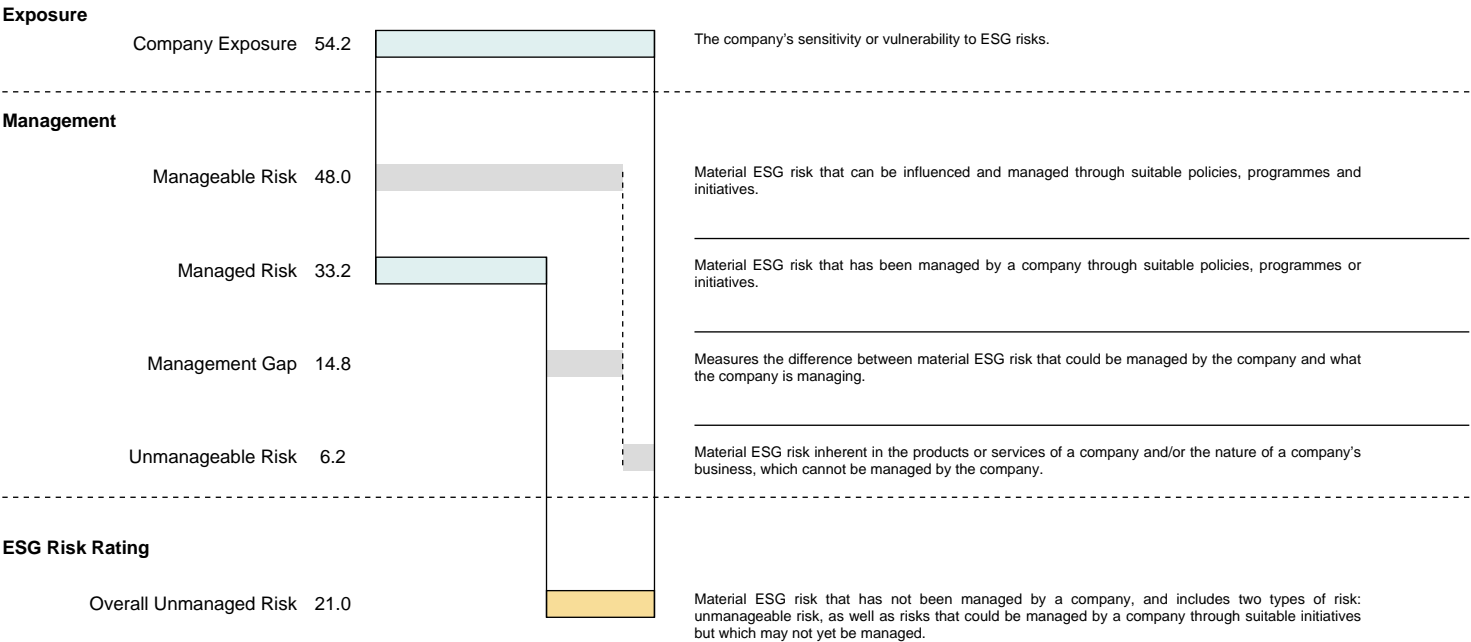 Exposure
Company Exposure 54.2
The company’s sensitivity or vulnerability to ESG risks.
Management
Manageable Risk 48.0
Material ESG risk that can be influenced and managed through suitable policies, programmes and
initiatives.
Managed Risk 33.2
Material ESG risk that has been managed by a company through suitable policies, programmes or
initiatives.
Management Gap 14.8
Measures the difference between material ESG risk that could be managed by the company and what
the company is managing.
Unmanageable Risk 6.2
Material ESG risk inherent in the products or services of a company and/or the nature of a company’s
business, which cannot be managed by the company.
ESG Risk Rating
Overall Unmanaged Risk 21.0
Material ESG risk that has not been managed by a company, and includes two types of risk:
unmanageable risk, as well as risks that could be managed by a company through suitable initiatives
but which may not yet be managed.